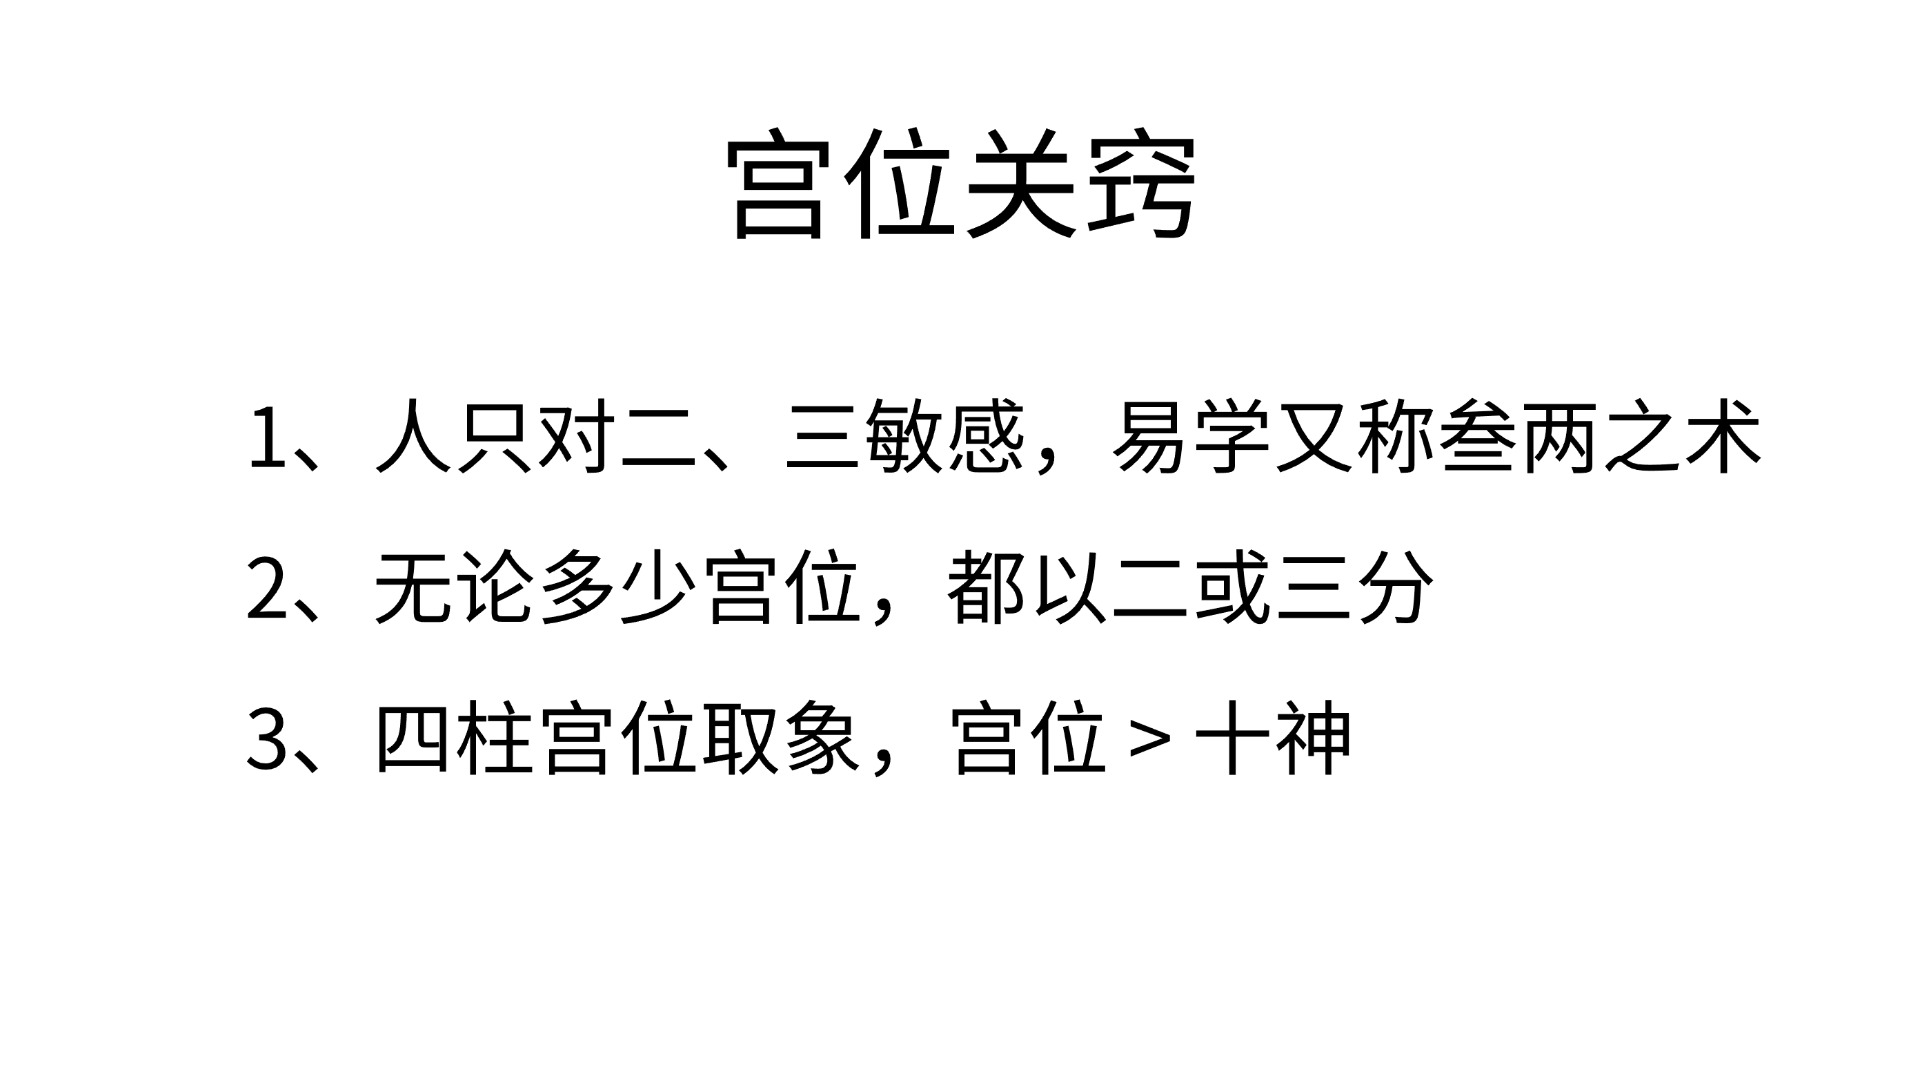 宫位关窍
1、人只对二、三敏感，易学又称叁两之术
2、无论多少宫位，都以二或三分
3、四柱宫位取象，宫位 > 十神